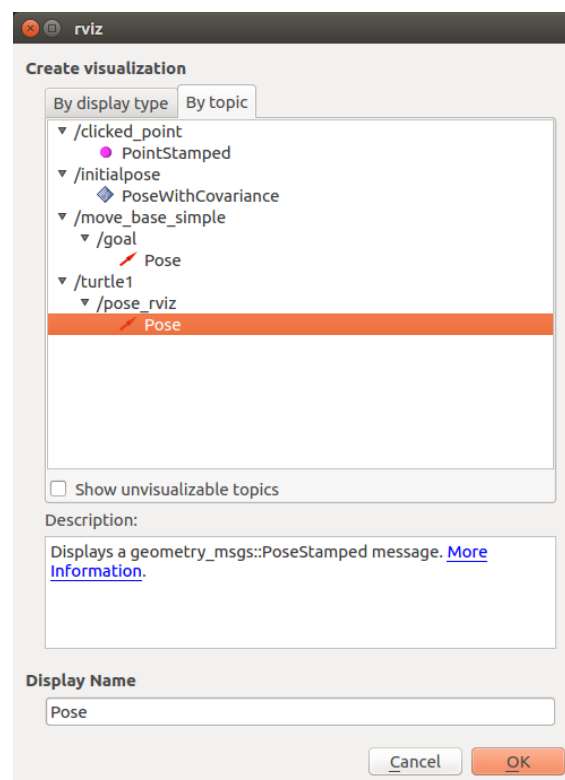 rviz
Create visualization
By display type By topic
/clicked_point
PointStamped
/initialpose
PoseWithCovariance
/move_base_simple
/goal
Pose
/turtle1
/pose_rviz
Pose
Show unvisualizable topics
Description:
Displays a geometry_msgs::PoseStamped message. More
Information.
Display Name
Pose
Cancel OK